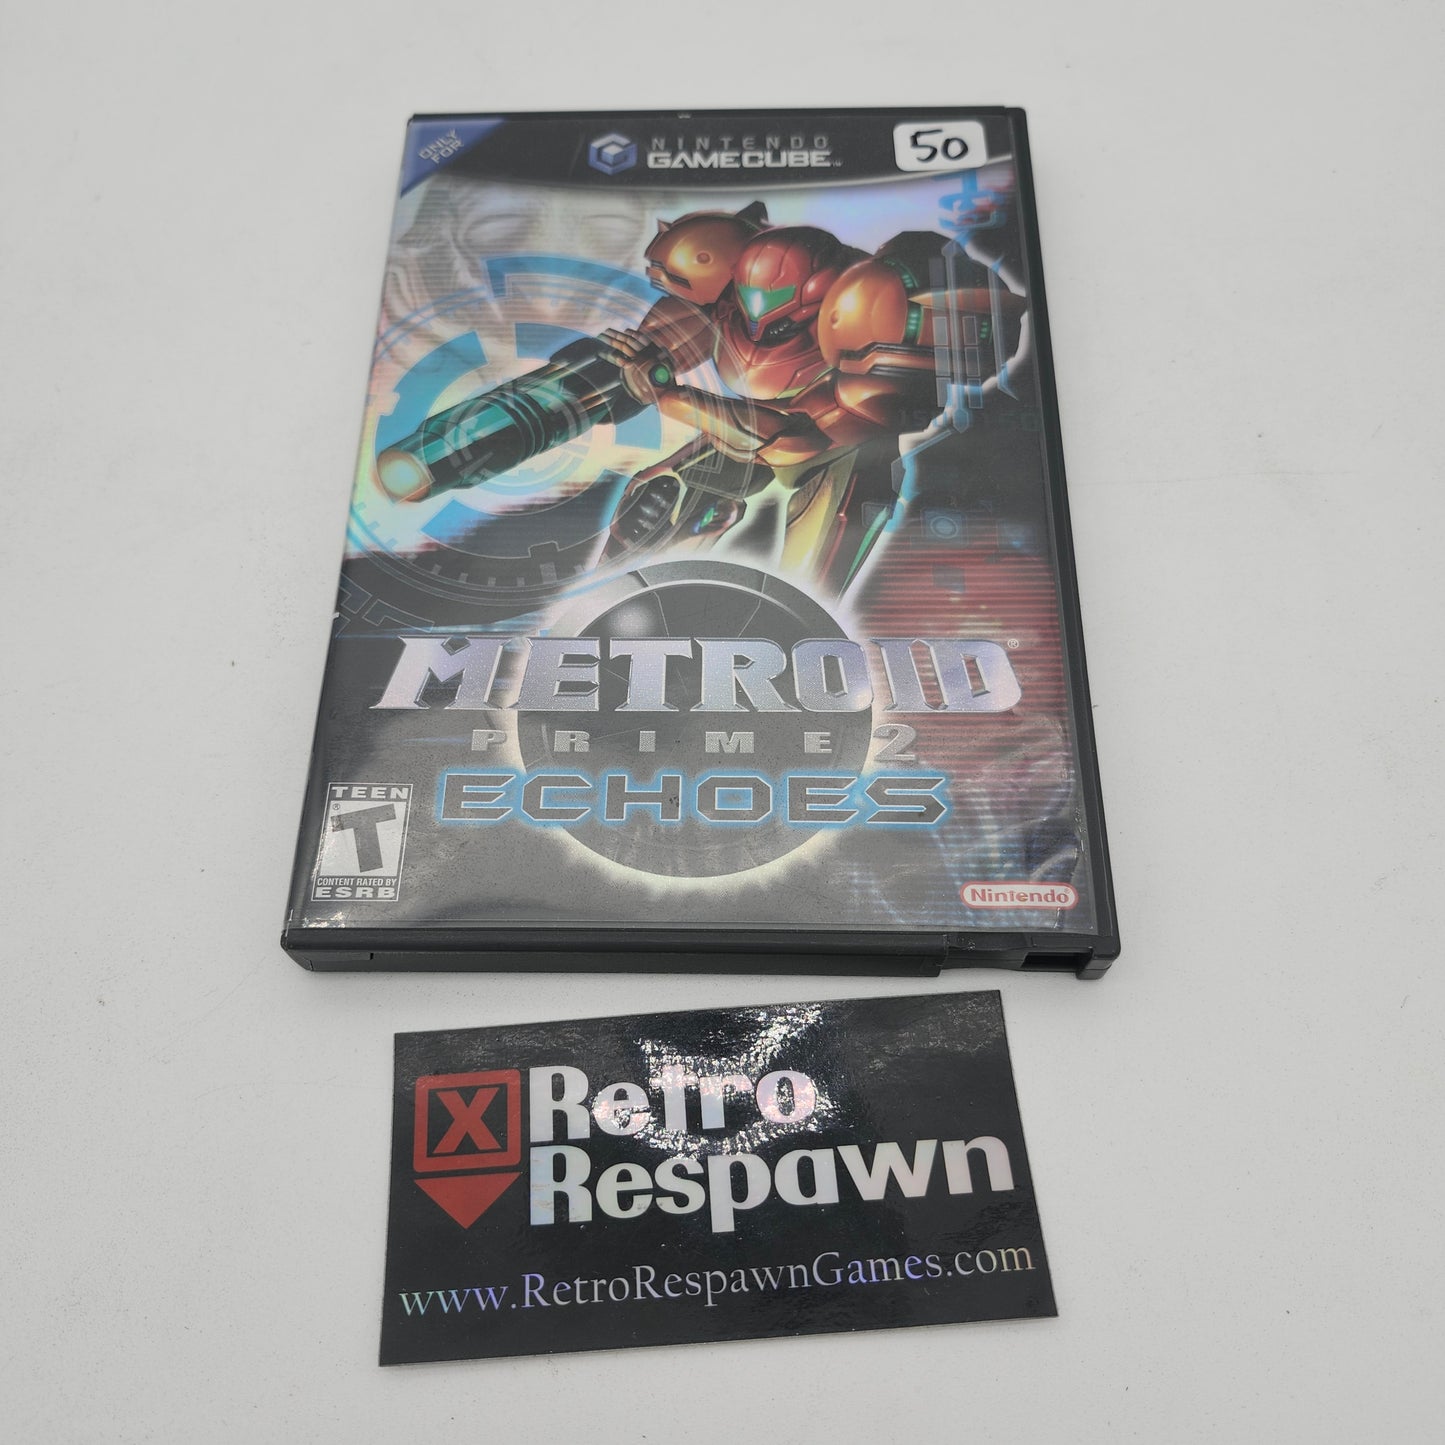 ONLY
FOR
NINTENDO
GAMECUBE™
50
METROID®
PRIME 2
ECHOES
TEEN
T
®
CONTENT RATED BY
ESRB
Nintendo
X
Retro
Respawn
www.RetroRespawnGames.com